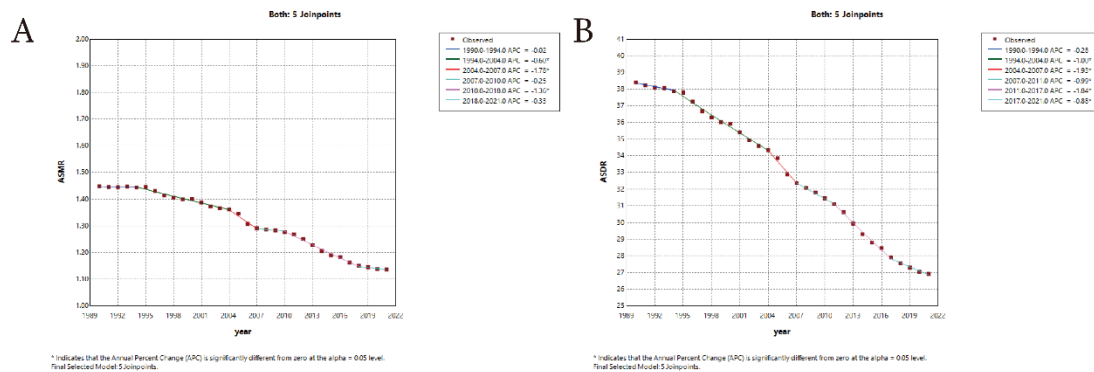 A
Both: 5 Joinpoints
2.00
1.90
1.80
1.70
1.60
1.50
1.40
1.30
1.20
1.10
1.00
ASMR
1989
1992
1995
1998
2001
2004
2007
2010
2013
2016
2019
2022
year
Observed
1990.0-1994.0 APC = -0.02
1994.0-2004.0 APC = -0.60*
2004.0-2007.0 APC = -1.78*
2007.0-2010.0 APC = -0.25
2010.0-2018.0 APC = -1.36*
2018.0-2021.0 APC = -0.35
* Indicates that the Annual Percent Change (APC) is significantly different from zero at the alpha = 0.05 level.
Final Selected Model: 5 Joinpoints.
B
Both: 5 Joinpoints
41
39
38
37
36
35
34
33
32
31
30
29
28
27
26
25
ASDR
1989
1992
1995
1998
2001
2004
2007
2010
2013
2016
2019
2022
year
Observed
1990.0-1994.0 APC = -0.28
1994.0-2004.0 APC = -1.00*
2004.0-2007.0 APC = -1.93*
2007.0-2011.0 APC = -0.99*
2011.0-2017.0 APC = -1.84*
2017.0-2021.0 APC = -0.88*
* Indicates that the Annual Percent Change (APC) is significantly different from zero at the alpha = 0.05 level.
Final Selected Model: 5 Joinpoints.